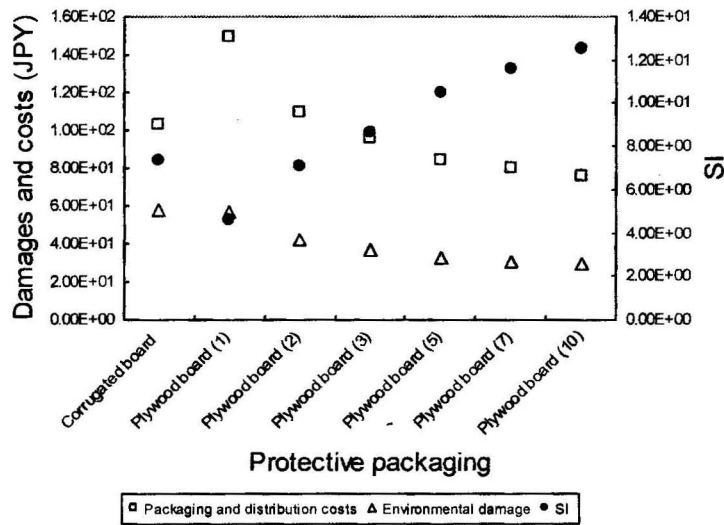 Damages and costs (JPY)
1.60E+02
1.40E+02
1.20E+02
1.00E+02
8.00E+01
6.00E+01
4.00E+01
2.00E+01
0.00E+00
1.40E+01
1.20E+01
1.00E+01
8.00E+00
6.00E+00
4.00E+00
2.00E+00
0.00E+00
SI
Corrugated board
Plywood board (1)
Plywood board (2)
Plywood board (3)
Plywood board (5)
Plywood board (7)
Plywood board (10)
Protective packaging
Packaging and distribution costs Environmental damage SI